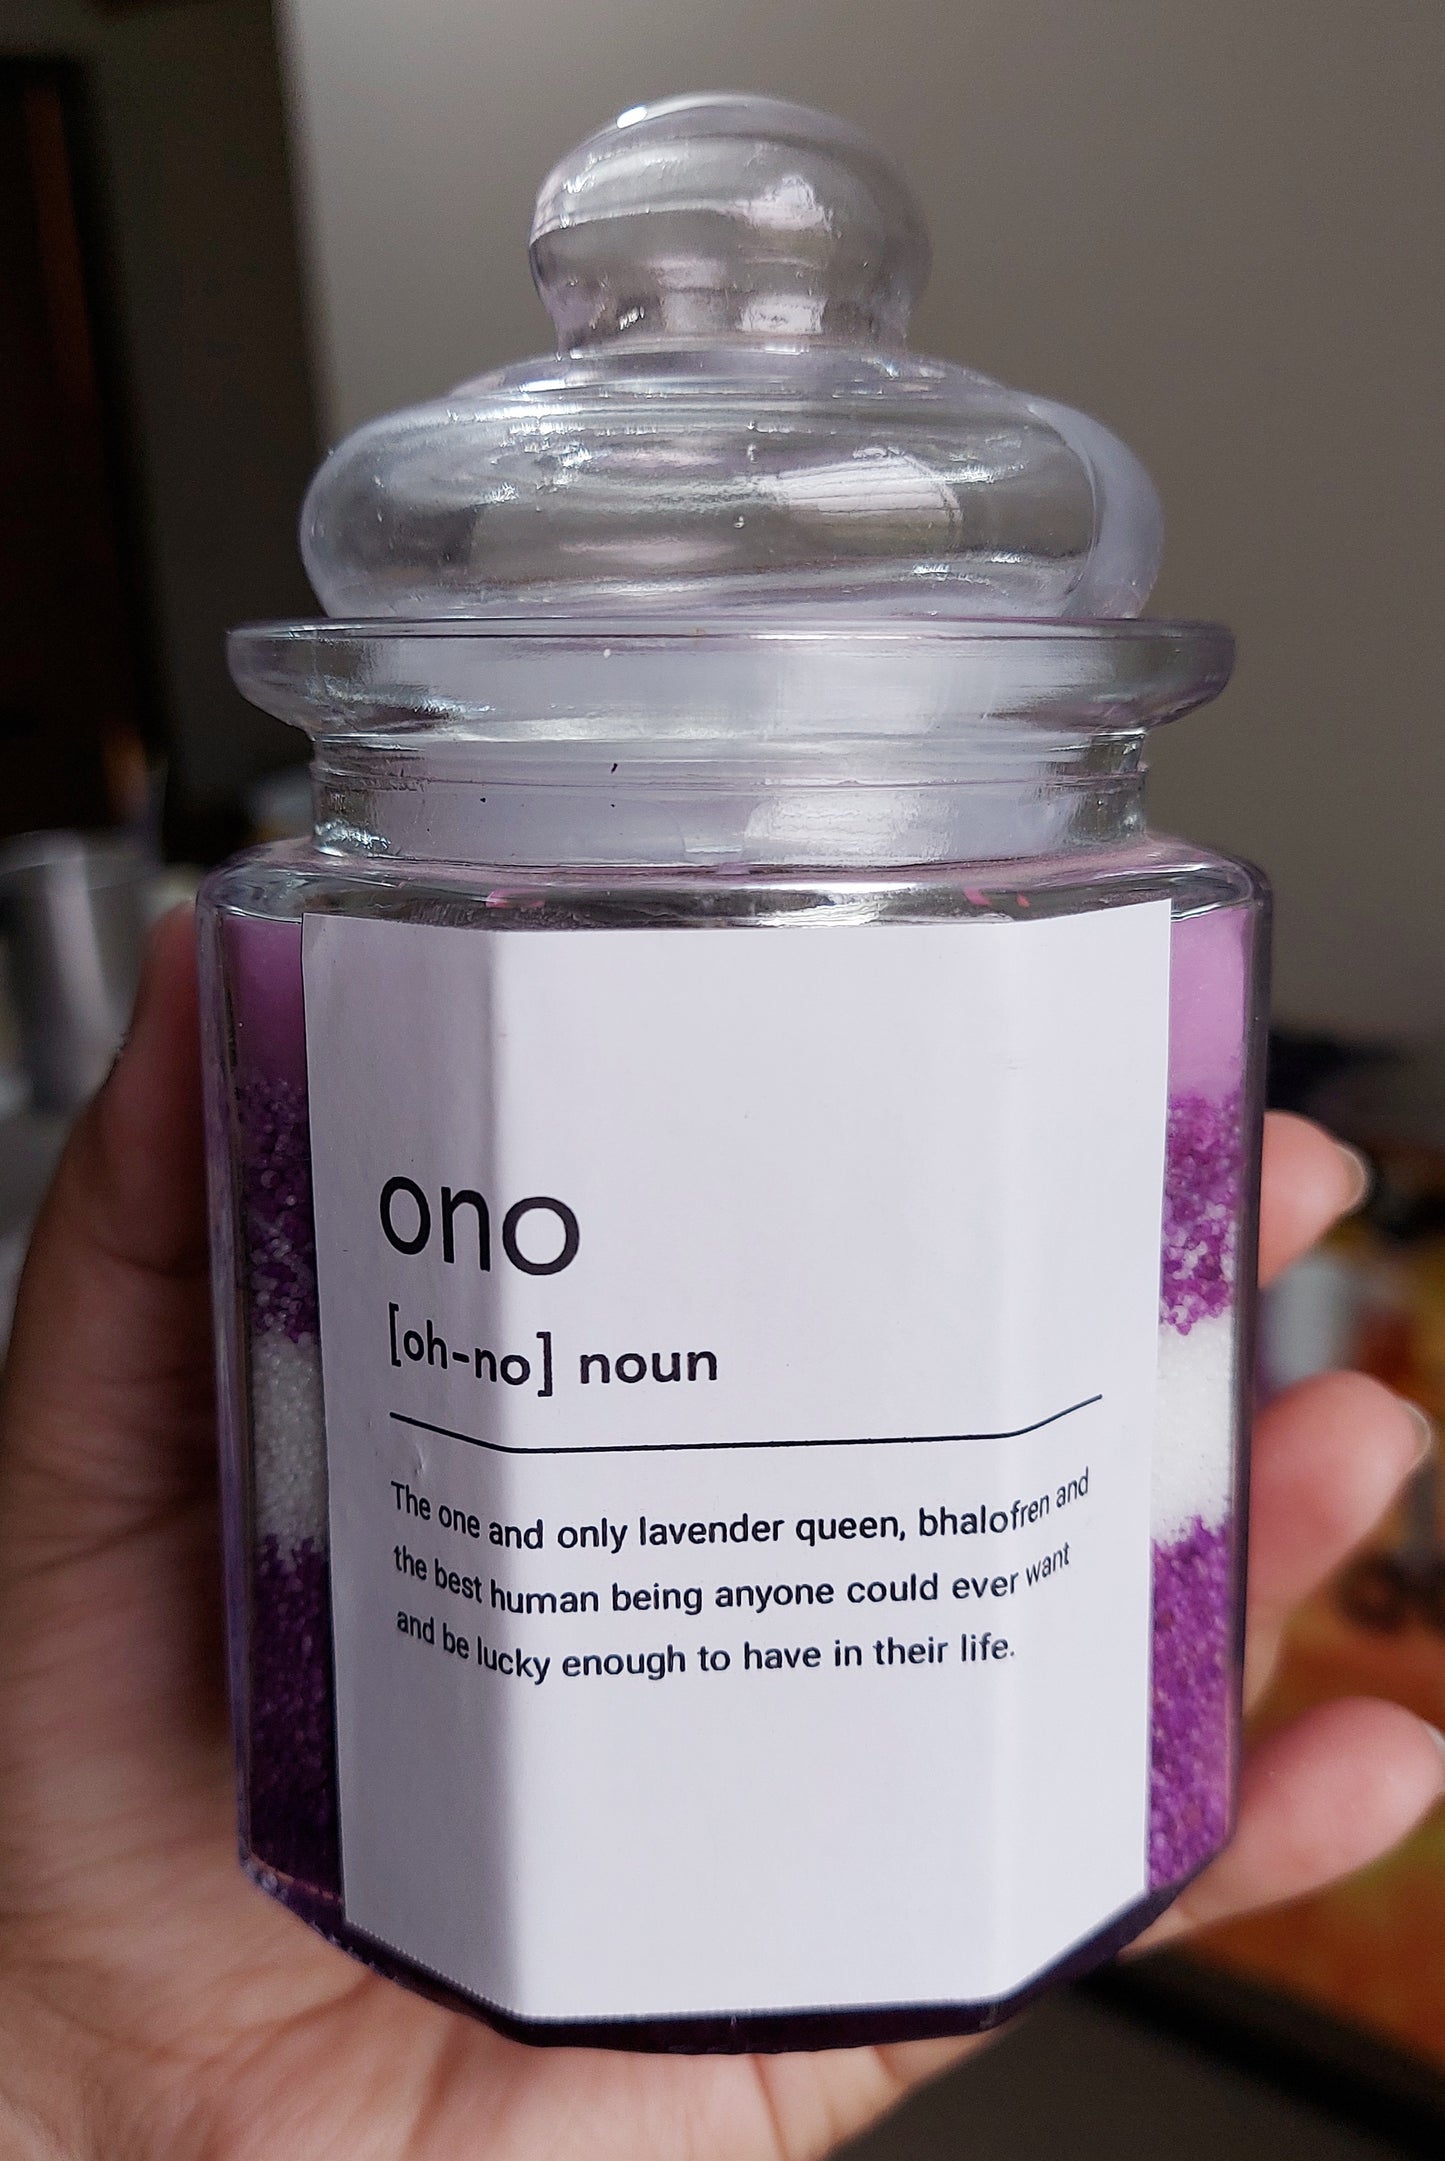 ono
[oh-no] noun
The one and only lavender queen, bhalofren and
the best human being anyone could ever want
and be lucky enough to have in their life.